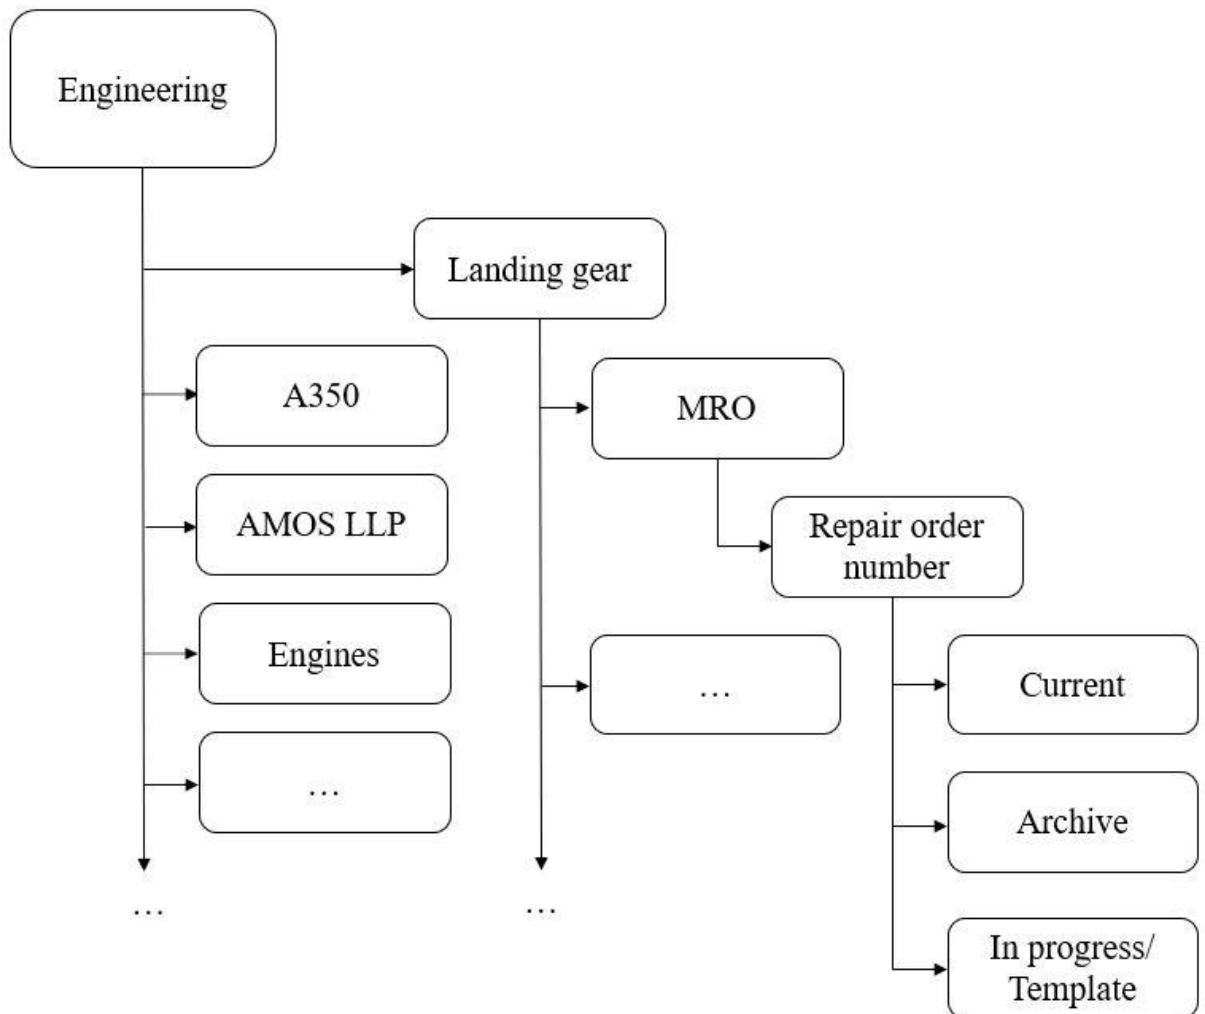 Engineering
Landing gear
A350
MRO
AMOS LLP
Repair order
number
Engines
…
Current
…
Archive
…
…
In progress/
Template